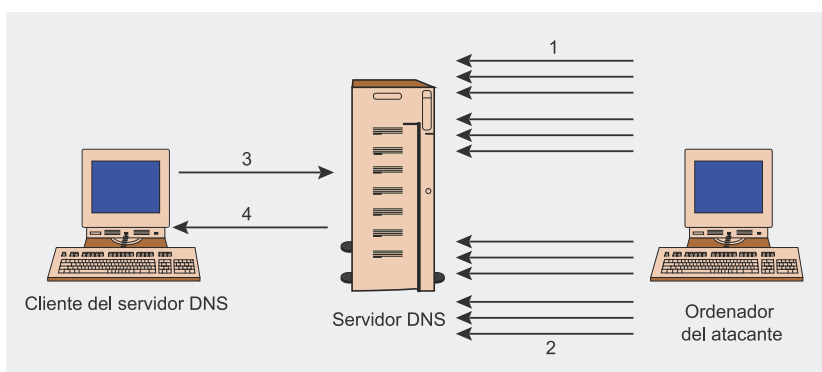 1
3
4
Cliente del servidor DNS
Servidor DNS
Ordenador
del atacante
2